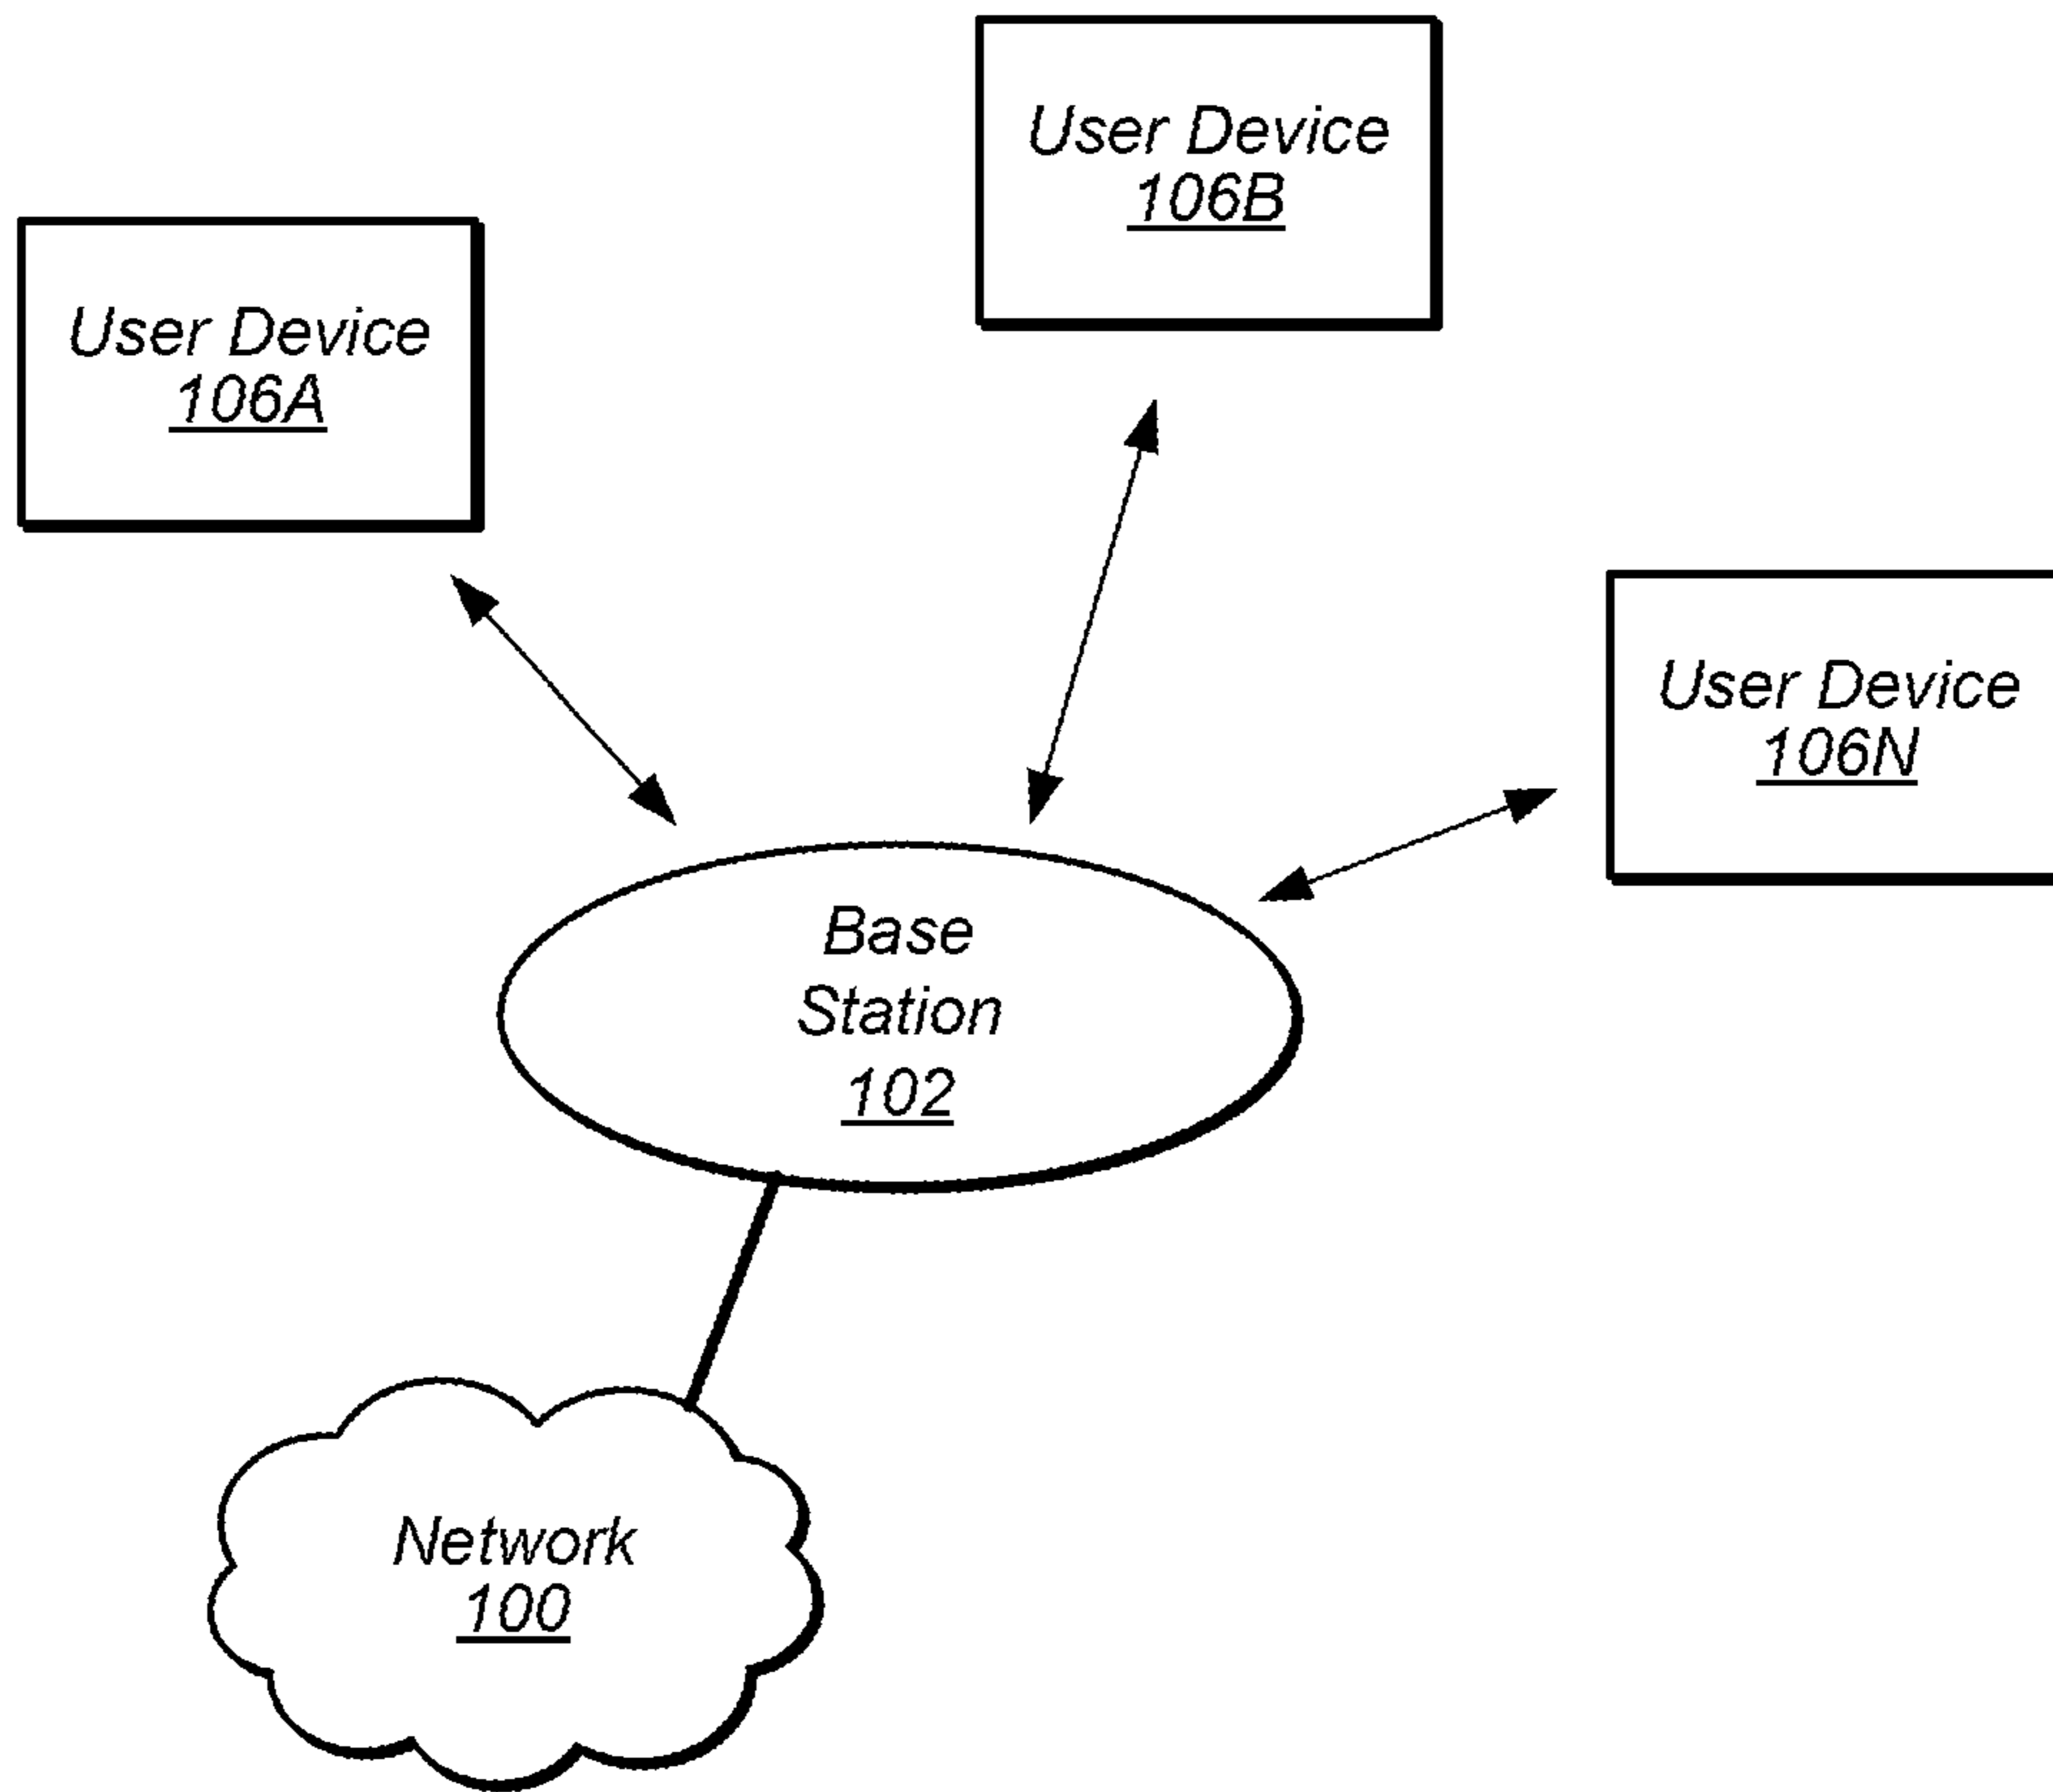 User Device
106B
User Device
106A
User Device
106N
Base
Station
102
Network
100